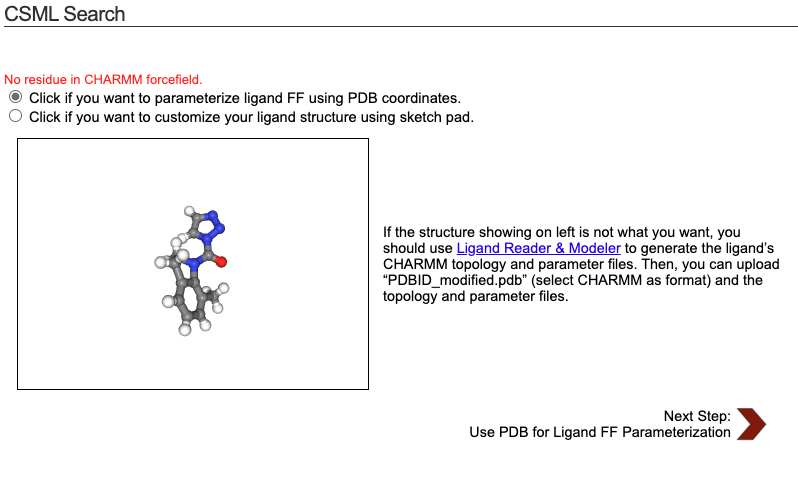 CSML Search
No residue in CHARMM forcefield.
Click if you want to parameterize ligand FF using PDB coordinates.
Click if you want to customize your ligand structure using sketch pad.
If the structure showing on left is not what you want, you
should use Ligand Reader & Modeler to generate the ligand's
CHARMM topology and parameter files. Then, you can upload
“PDBID_modified.pdb” (select CHARMM as format) and the
topology and parameter files.
Next Step:
Use PDB for Ligand FF Parameterization